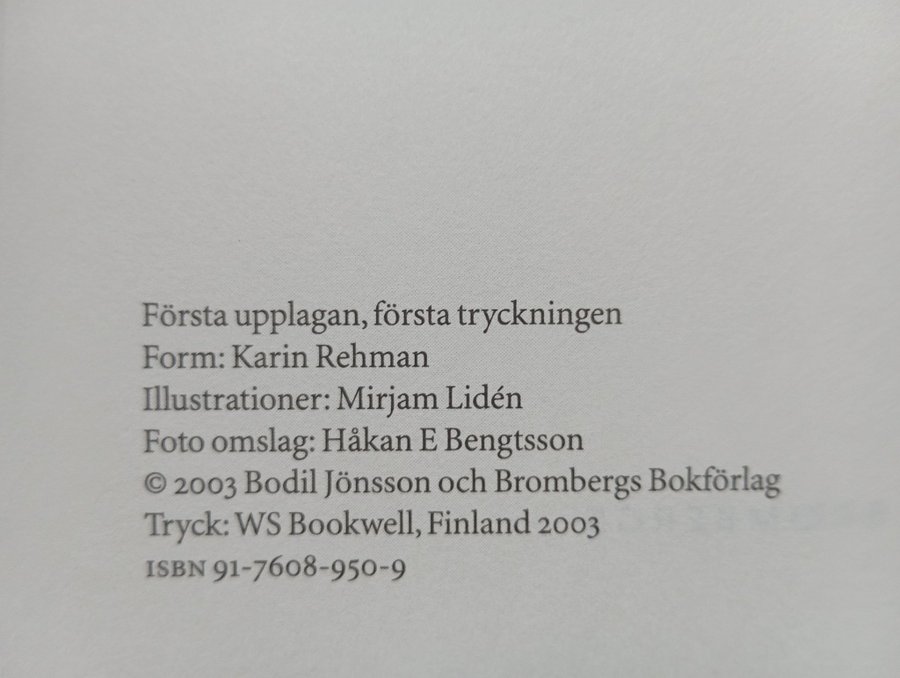 Första upplagan, första tryckningen
Form: Karin Rehman
Illustrationer: Mirjam Lidén
Foto omslag: Håkan E Bengtsson
© 2003 Bodil Jönsson och Brombergs Bokförlag
Tryck: WS Bookwell, Finland 2003
ISBN 91-7608-950-9